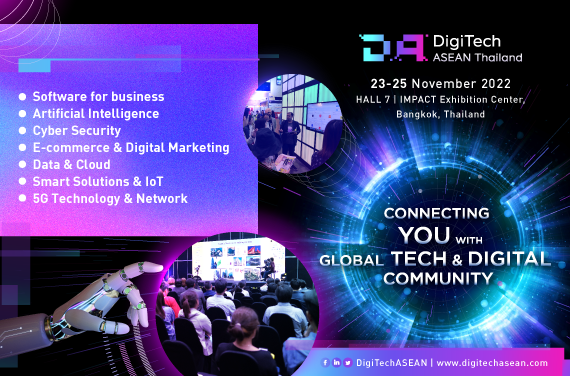 DigiTech
ASEAN Thailand
23-25 November 2022
HALL 7 | IMPACT Exhibition Center,
Bangkok, Thailand
Software for business
Artificial Intelligence
Cyber Security
E-commerce & Digital Marketing
Data & Cloud
Smart Solutions & IoT
5G Technology & Network
CONNECTING
YOU WITH
GLOBAL TECH & DIGITAL
COMMUNITY
DigiTechASEAN | www.digitechasean.com